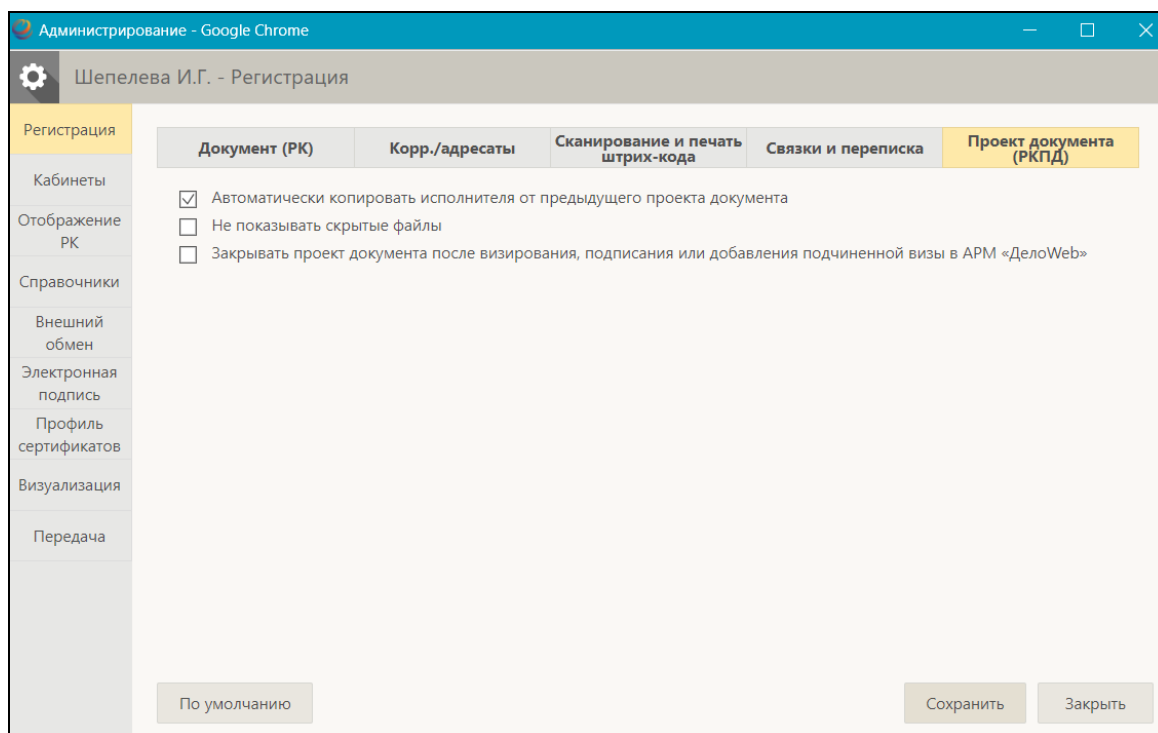 Администрирование - Google Chrome
Шепелева И.Г. - Регистрация
Регистрация
Кабинеты
Отображение
РК
Справочники
Внешний
обмен
Электронная
подпись
Профиль
сертификатов
Визуализация
Передача
Документ (РК)
Корр./адресаты
Сканирование и печать
штрих-кода
Связки и переписка
Проект документа
(РКПД)
Автоматически копировать исполнителя от предыдущего проекта документа
Не показывать скрытые файлы
Закрывать проект документа после визирования, подписания или добавления подчиненной визы в АРМ «ДелоWeb»
По умолчанию
Сохранить
Закрыть